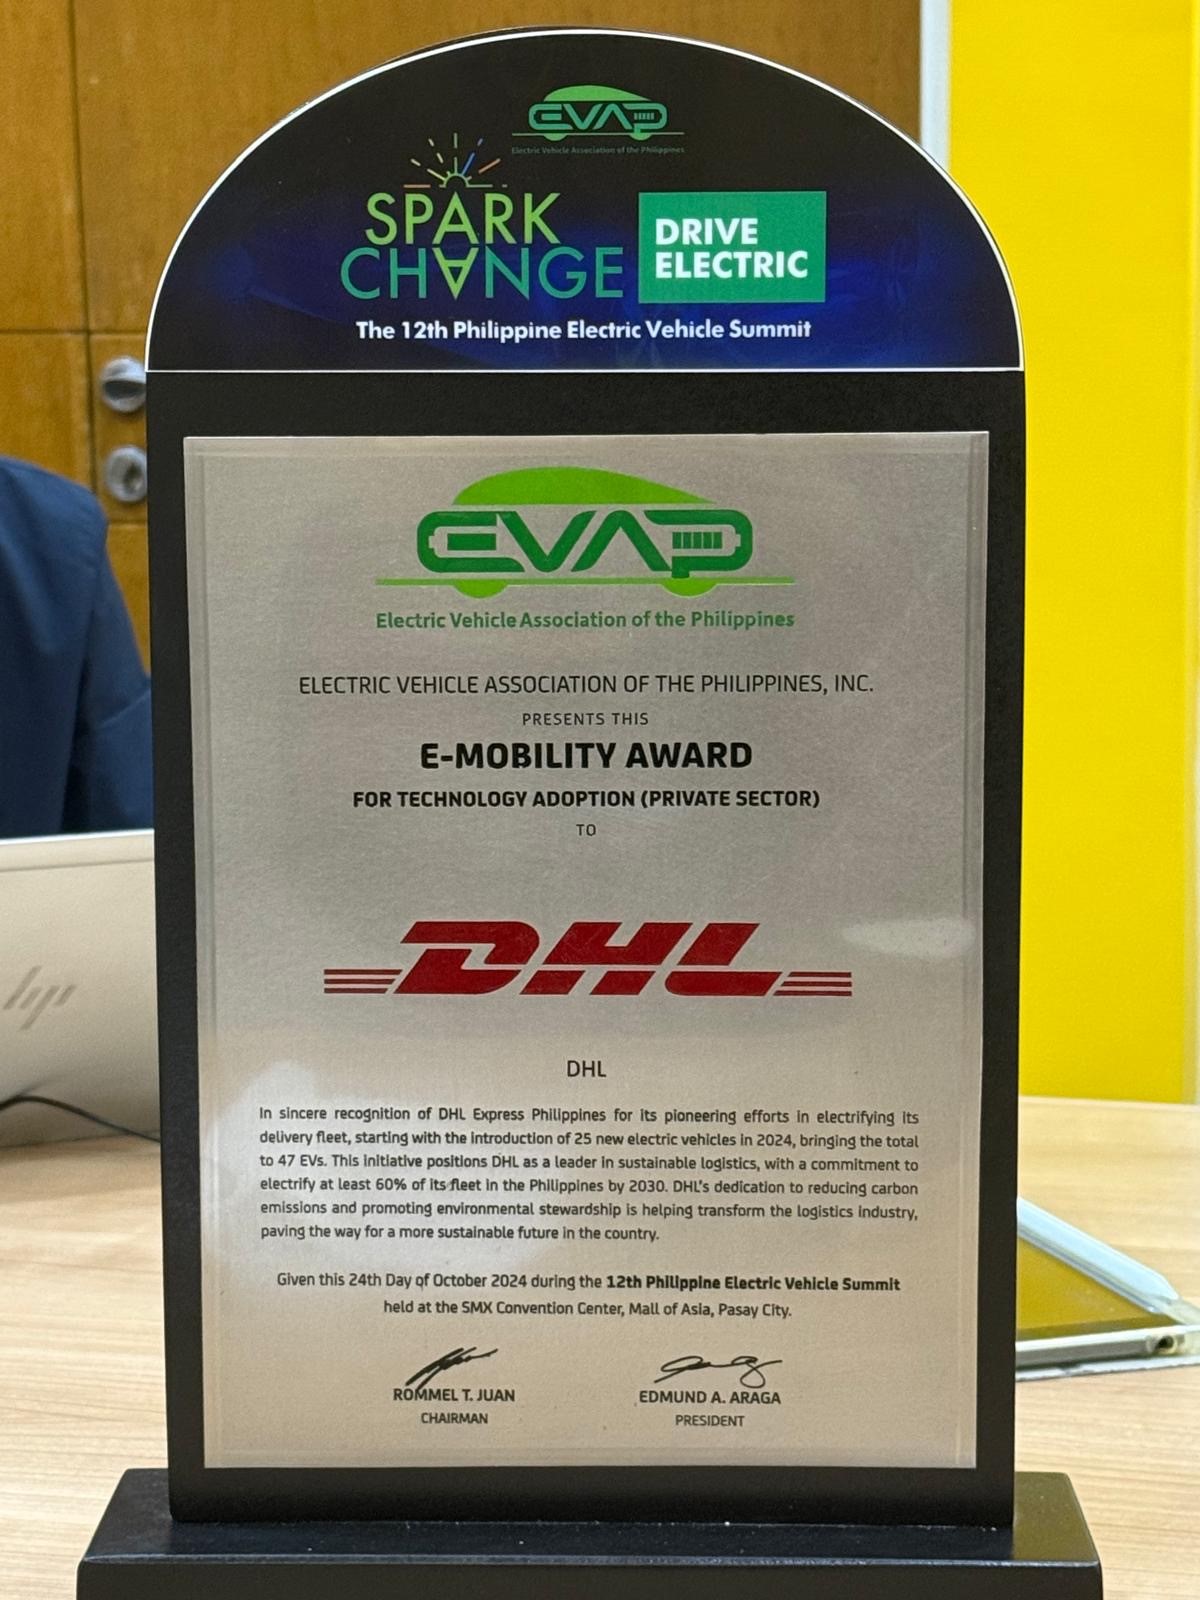 EVAP
Electric Vehicle Association of the Philippines
SPARK
CHANGE
DRIVE
ELECTRIC
The 12th Philippine Electric Vehicle Summit
EVAP
Electric Vehicle Association of the Philippines
ELECTRIC VEHICLE ASSOCIATION OF THE PHILIPPINES, INC.
PRESENTS THIS
E-MOBILITY AWARD
FOR TECHNOLOGY ADOPTION (PRIVATE SECTOR)
TO
DHL
DHL
In sincere recognition of DHL Express Philippines for its pioneering efforts in electrifying its
delivery fleet, starting with the introduction of 25 new electric vehicles in 2024, bringing the total
to 47 EVs. This initiative positions DHL as a leader in sustainable logistics, with a commitment to
electrify at least 60% of its fleet in the Philippines by 2030. DHL's dedication to reducing carbon
emissions and promoting environmental stewardship is helping transform the logistics industry,
paving the way for a more sustainable future in the country.
Given this 24th Day of October 2024 during the 12th Philippine Electric Vehicle Summit
held at the SMX Convention Center, Mall of Asia, Pasay City.
ROMMEL T. JUAN
CHAIRMAN
EDMUND A. ARAGA
PRESIDENT
hp